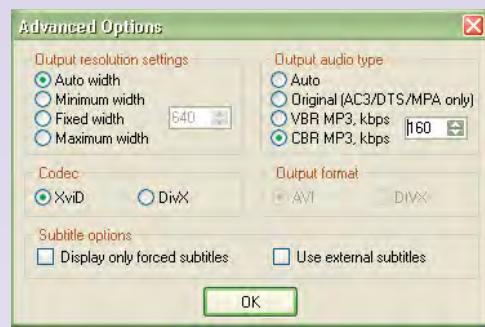 Advanced Options
Output resolution settings
Auto width
Minimum width
Fixed width
640
Maximum width
Output audio type
Auto
Original (AC3/DTS/MPA only)
VBR MP3, kbps
160
CBR MP3, kbps
Codec
XviD
DivX
Output format
AVI
DIVX
Subtitle options
Display only forced subtitles
Use external subtitles
OK